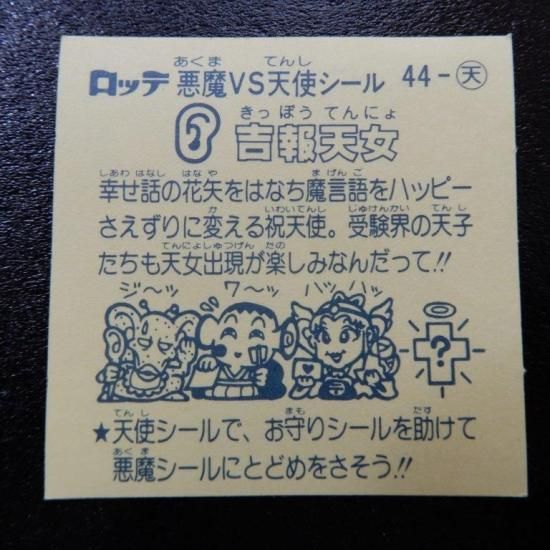 ロッテ 悪魔VS天使シール 44-天
あくま てんし
きっぽう てんにょ
吉報天女
しあわ はなし はな や ま げんご
幸せ話の花矢をはなち魔言語をハッピー
か いわいてんし じゅけんかい てんし
さえずりに変える祝天使。受験界の天子
てんにょしゅつげん たの
たちも天女出現が楽しみなんだって!!
ジ〜ッ ワ〜ッ ハッハッ
?
てんし まも たす
★天使シールで、お守りシールを助けて
あくま
悪魔シールにとどめをさそう!!